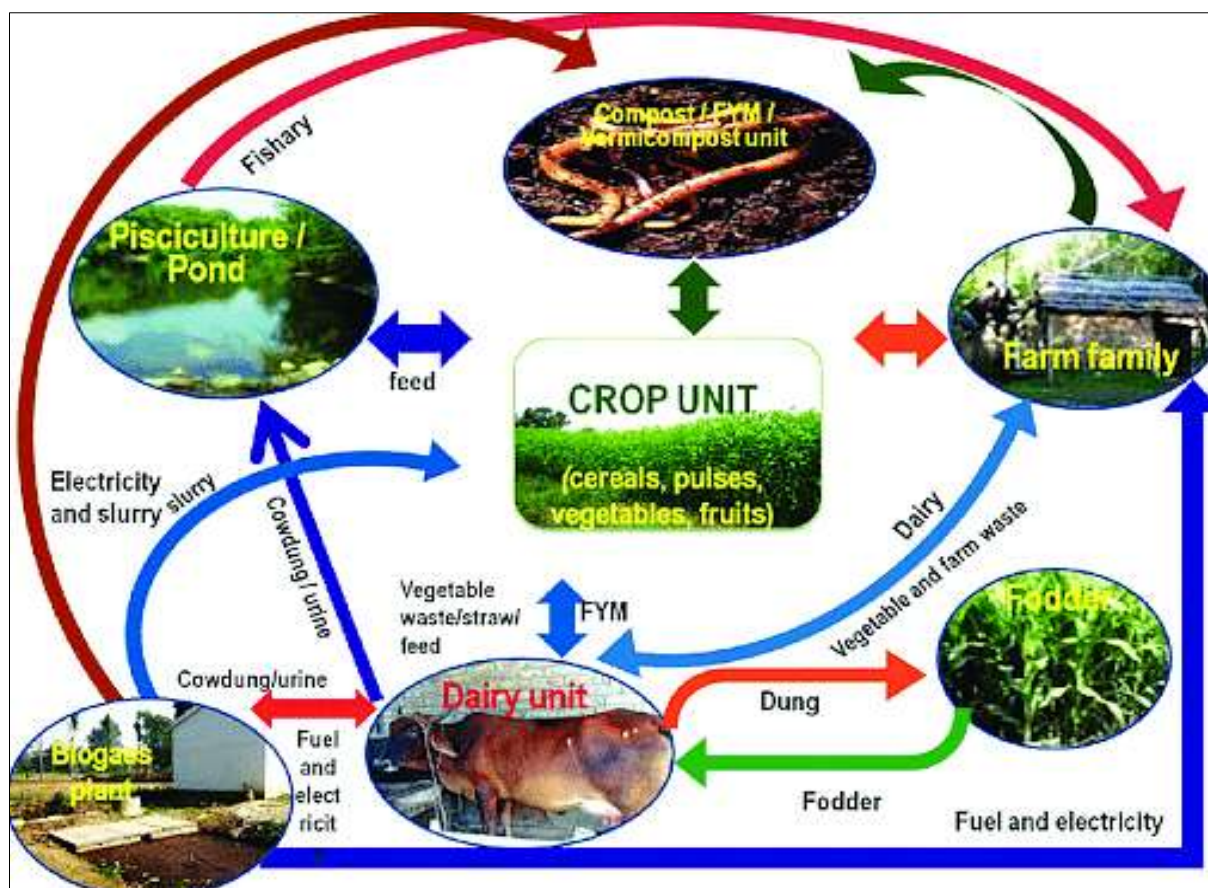 Fishary
Compost / FYM /
vermicompost unit
Pisciculture /
Pond
Farm family
feed
CROP UNIT
(cereals, pulses,
vegetables, fruits)
Electricity
and slurry
slurry
Cowdung / urine
Dairy
Vegetable and farm waste
Vegetable
waste/straw/
feed
FYM
Fodder
Cowdung/urine
Dairy unit
Dung
Biogaes
plant
Fuel
and
elect
ricit
Fodder
Fuel and electricity